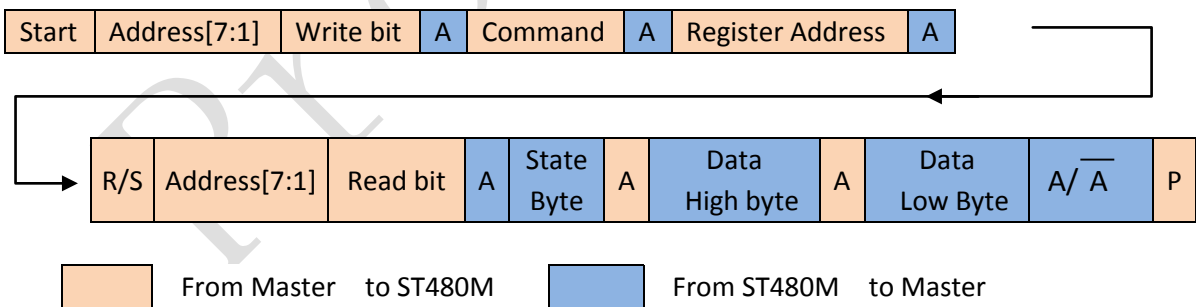 Start Address[7:1] Write bit A Command A Register Address A
R/S Address[7:1] Read bit A State Byte A Data High byte A Data Low Byte A/ A̅ P
From Master to ST480M From ST480M to Master